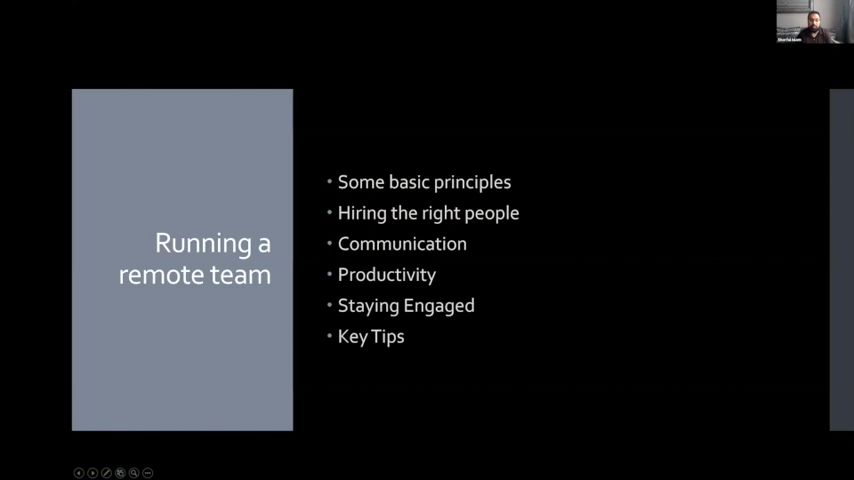 Running a
remote team
• Some basic principles
• Hiring the right people
• Communication
• Productivity
• Staying Engaged
• Key Tips